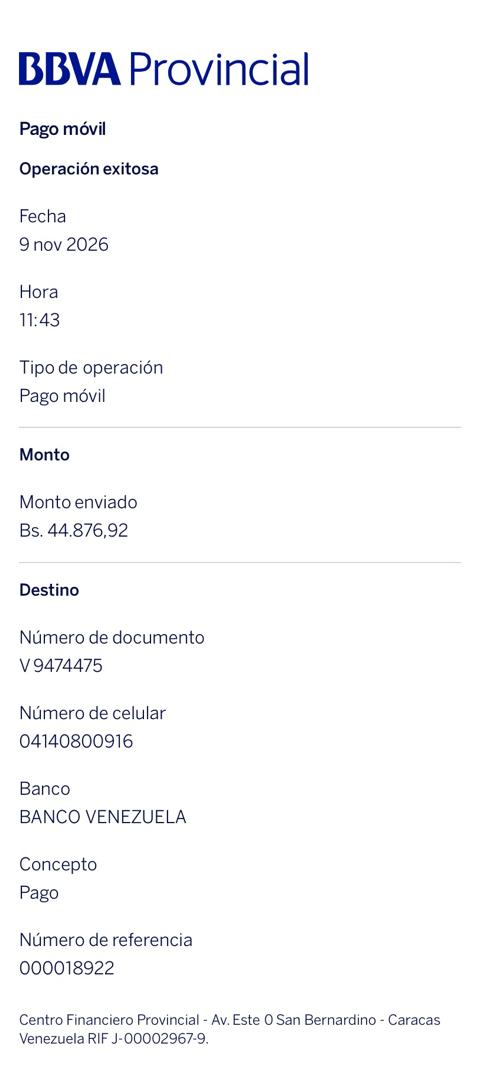 BBVA Provincial
Pago móvil
Operación exitosa
Fecha
9 nov 2026
Hora
11:43
Tipo de operación
Pago móvil
Monto
Monto enviado
Bs. 44.876,92
Destino
Número de documento
V 9474475
Número de celular
04140800916
Banco
BANCO VENEZUELA
Concepto
Pago
Número de referencia
000018922
Centro Financiero Provincial - Av. Este 0 San Bernardino - Caracas
Venezuela RIF J-00002967-9.